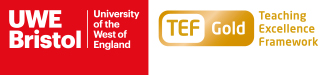 UWE
Bristol
University
of the
West of
England
TEF
Gold
Teaching
Excellence
Framework